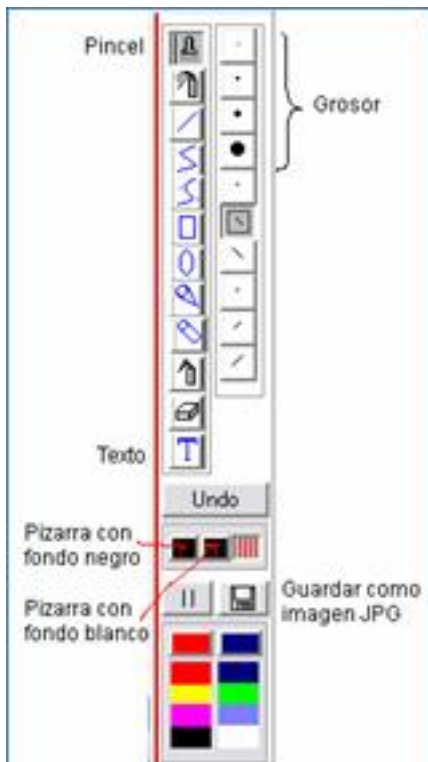 Pincel
Grosor
Texto
T
Undo
Pizarra con
fondo negro
Pizarra con
fondo blanco
Guardar como
imagen JPG